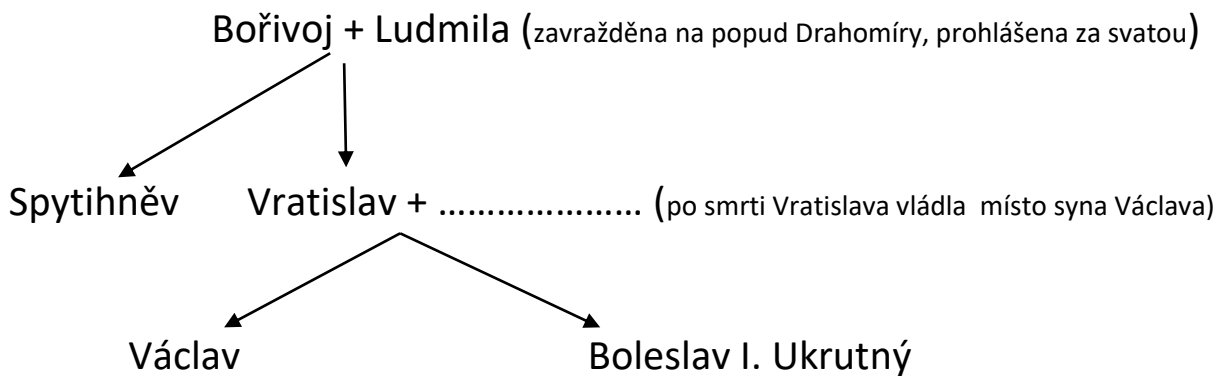 Bořivoj + Ludmila (zavražděna na popud Drahomíry, prohlášena za svatou)
Spytihněv Vratislav + ………………… (po smrti Vratislava vládla místo syna Václava)
Václav Boleslav I. Ukrutný